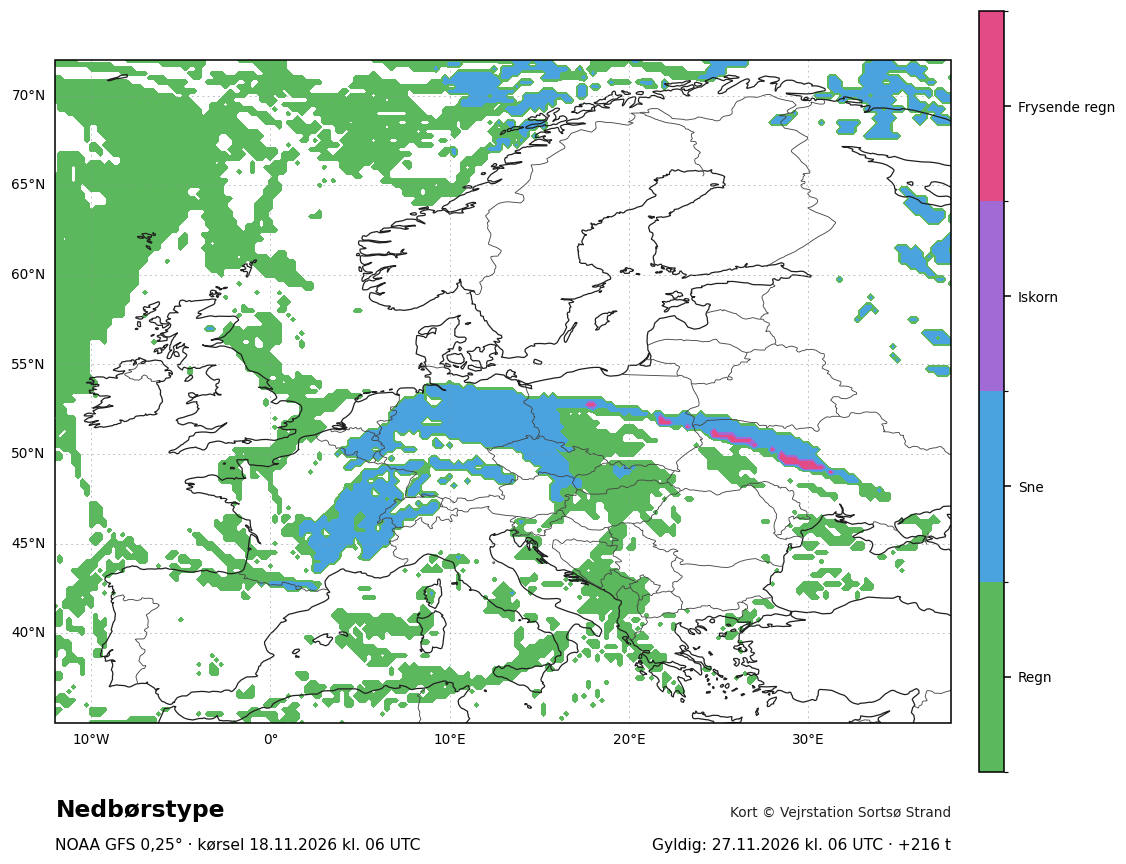 70°N
65°N
60°N
55°N
50°N
45°N
40°N
10°W
0°
10°E
20°E
30°E
Frysende regn
Iskorn
Sne
Regn
Nedbørstype
Kort © Vejrstation Sortsø Strand
NOAA GFS 0,25° · kørsel 18.11.2026 kl. 06 UTC
Gyldig: 27.11.2026 kl. 06 UTC · +216 t